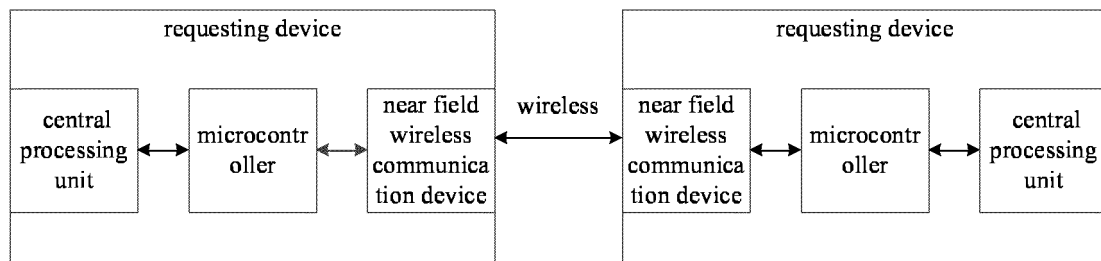 requesting device
central
processing
unit
microcontr
oller
near field
wireless
communica
tion device
wireless
requesting device
near field
wireless
communica
tion device
microcontr
oller
central
processing
unit